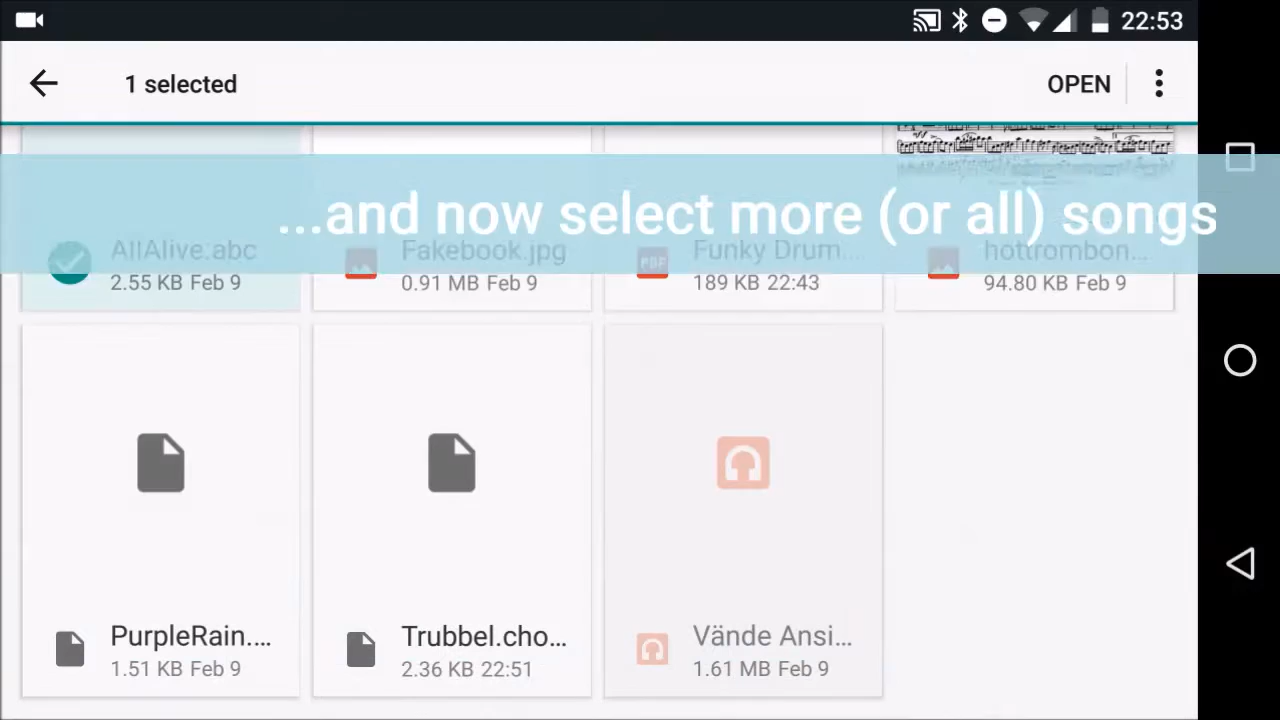 22:53
1 selected
OPEN
...and now select more (or all) songs
AllAlive.abc
2.55 KB Feb 9
Fakebook.jpg
0.91 MB Feb 9
PDF
Funky Drum...
189 KB 22:43
hottrombon...
94.80 KB Feb 9
PurpleRain....
1.51 KB Feb 9
Trubbel.cho...
2.36 KB 22:51
Vände Ansi...
1.61 MB Feb 9